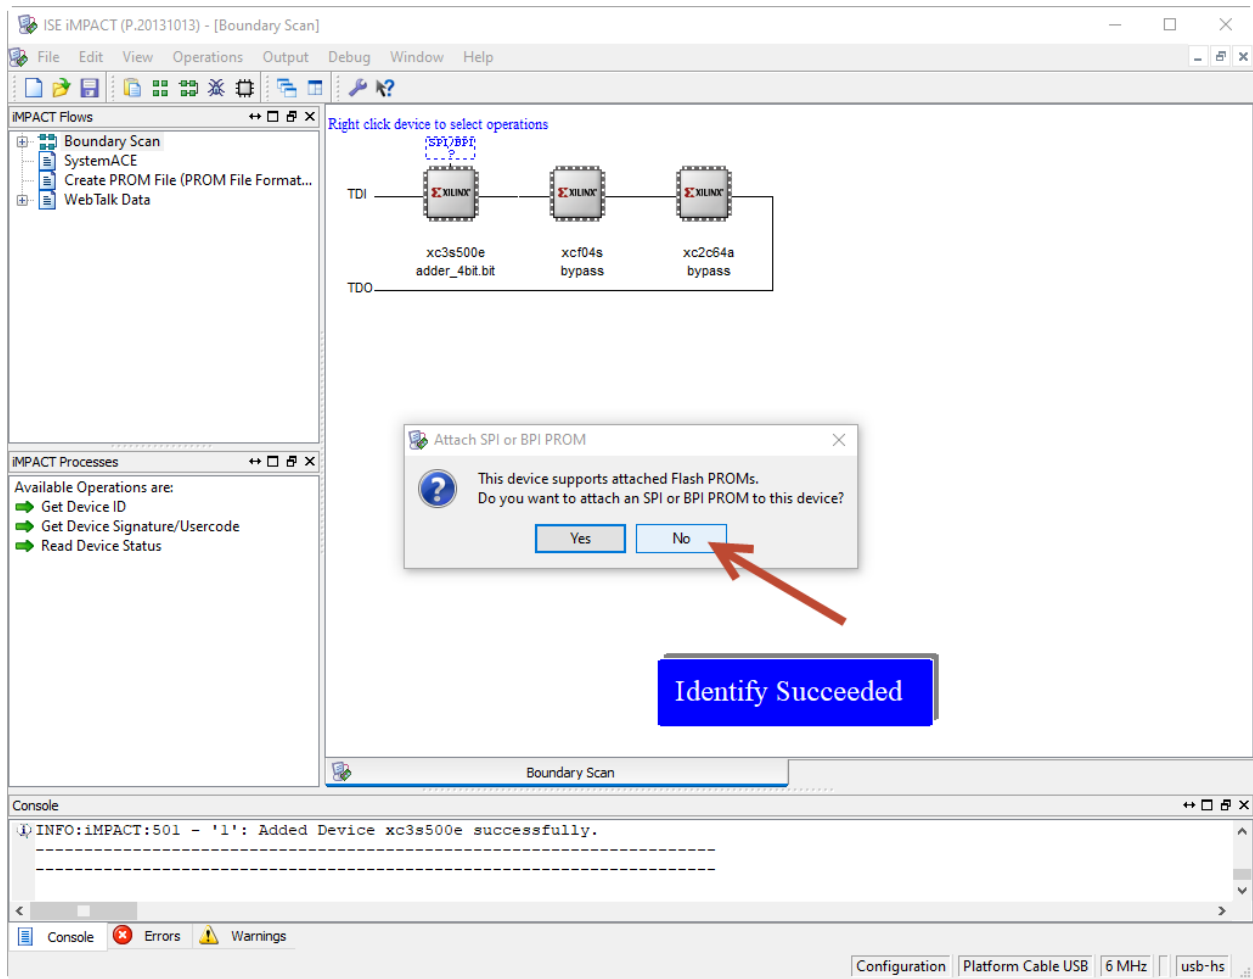 ISE iMPACT (P.20131013) - [Boundary Scan]
File Edit View Operations Output Debug Window Help
iMPACT Flows
Boundary Scan
SystemACE
Create PROM File (PROM File Format...
WebTalk Data
Right click device to select operations
SPI/BPI
?
TDI
XILINX
XILINX
XILINX
xc3s500e
adder_4bit.bit
xcf04s
bypass
xc2c64a
bypass
TDO
iMPACT Processes
Available Operations are:
Get Device ID
Get Device Signature/Usercode
Read Device Status
Attach SPI or BPI PROM
This device supports attached Flash PROMs.
Do you want to attach an SPI or BPI PROM to this device?
Yes No
Identify Succeeded
Boundary Scan
Console
INFO:iMPACT:501 - '1': Added Device xc3s500e successfully.
----------------------------------------------------------------------
----------------------------------------------------------------------
Console Errors Warnings
Configuration Platform Cable USB 6 MHz usb-hs